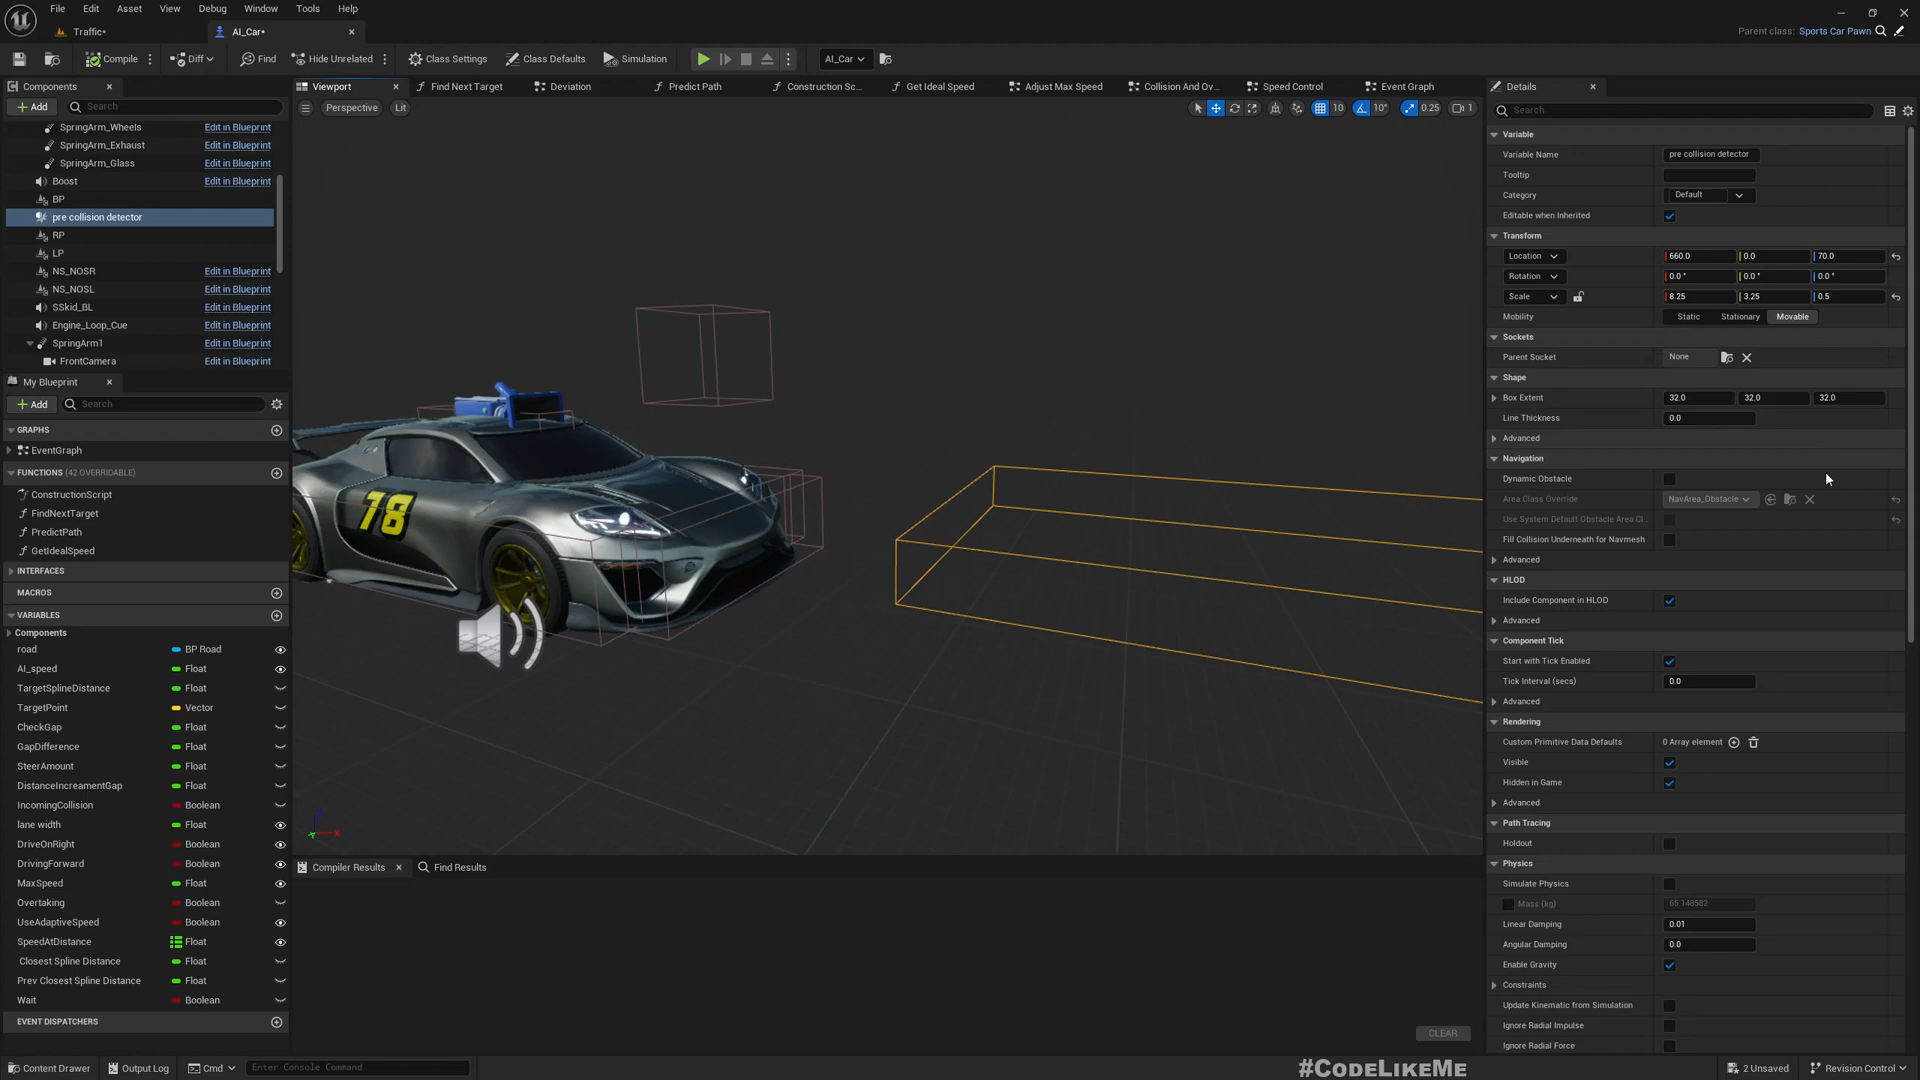 File Edit Asset View Debug Window Tools Help
Traffic•
AI_Car•
Parent class: Sports Car Pawn
Compile Diff Find Hide Unrelated Class Settings Class Defaults Simulation AI_Car
Components
Viewport Find Next Target Deviation Predict Path Construction Sc... Get Ideal Speed Adjust Max Speed Collision And Ov... Speed Control Event Graph
Details
Add Search
Perspective Lit
10 10° 0.25 1
Search
SpringArm_Wheels Edit in Blueprint
SpringArm_Exhaust Edit in Blueprint
SpringArm_Glass Edit in Blueprint
Boost Edit in Blueprint
BP
pre collision detector
RP
LP
NS_NOSR Edit in Blueprint
NS_NOSL Edit in Blueprint
SSkid_BL Edit in Blueprint
Engine_Loop_Cue Edit in Blueprint
SpringArm1 Edit in Blueprint
FrontCamera Edit in Blueprint
My Blueprint
Add Search
GRAPHS
EventGraph
FUNCTIONS (42 OVERRIDABLE)
ConstructionScript
FindNextTarget
PredictPath
GetIdealSpeed
INTERFACES
MACROS
VARIABLES
Components
road BP Road
AI_speed Float
TargetSplineDistance Float
TargetPoint Vector
CheckGap Float
GapDifference Float
SteerAmount Float
DistanceIncreamentGap Float
IncomingCollision Boolean
lane width Float
DriveOnRight Boolean
DrivingForward Boolean
MaxSpeed Float
Overtaking Boolean
UseAdaptiveSpeed Boolean
SpeedAtDistance Float
Closest Spline Distance Float
Prev Closest Spline Distance Float
Wait Boolean
EVENT DISPATCHERS
78
Compiler Results Find Results
CLEAR
Variable
Variable Name pre collision detector
Tooltip
Category Default
Editable when Inherited
Transform
Location 660.0 0.0 70.0
Rotation 0.0° 0.0° 0.0°
Scale 8.25 3.25 0.5
Mobility Static Stationary Movable
Sockets
Parent Socket None
Shape
Box Extent 32.0 32.0 32.0
Line Thickness 0.0
Advanced
Navigation
Dynamic Obstacle
Area Class Override NavArea_Obstacle
Use System Default Obstacle Area Cl...
Fill Collision Underneath for Navmesh
Advanced
HLOD
Include Component in HLOD
Advanced
Component Tick
Start with Tick Enabled
Tick Interval (secs) 0.0
Advanced
Rendering
Custom Primitive Data Defaults 0 Array element
Visible
Hidden in Game
Advanced
Path Tracing
Holdout
Physics
Simulate Physics
Mass (kg) 65.148582
Linear Damping 0.01
Angular Damping 0.0
Enable Gravity
Constraints
Update Kinematic from Simulation
Ignore Radial Impulse
Ignore Radial Force
Content Drawer Output Log Cmd Enter Console Command
#CODELIKEME
2 Unsaved Revision Control